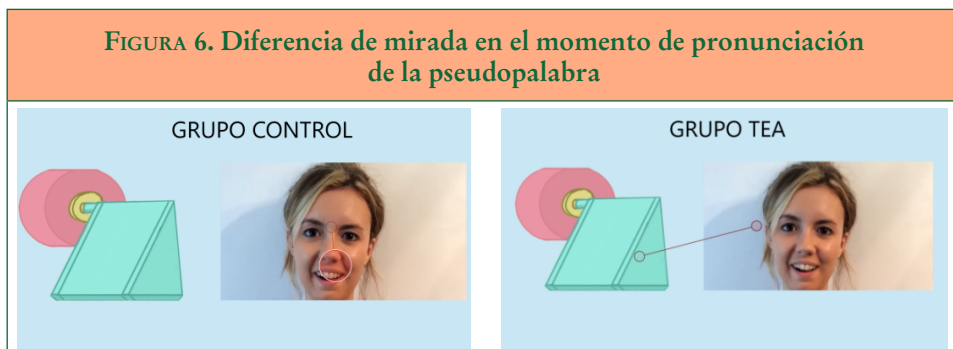 FIGURA 6. Diferencia de mirada en el momento de pronunciación
de la pseudopalabra
GRUPO CONTROL
GRUPO TEA